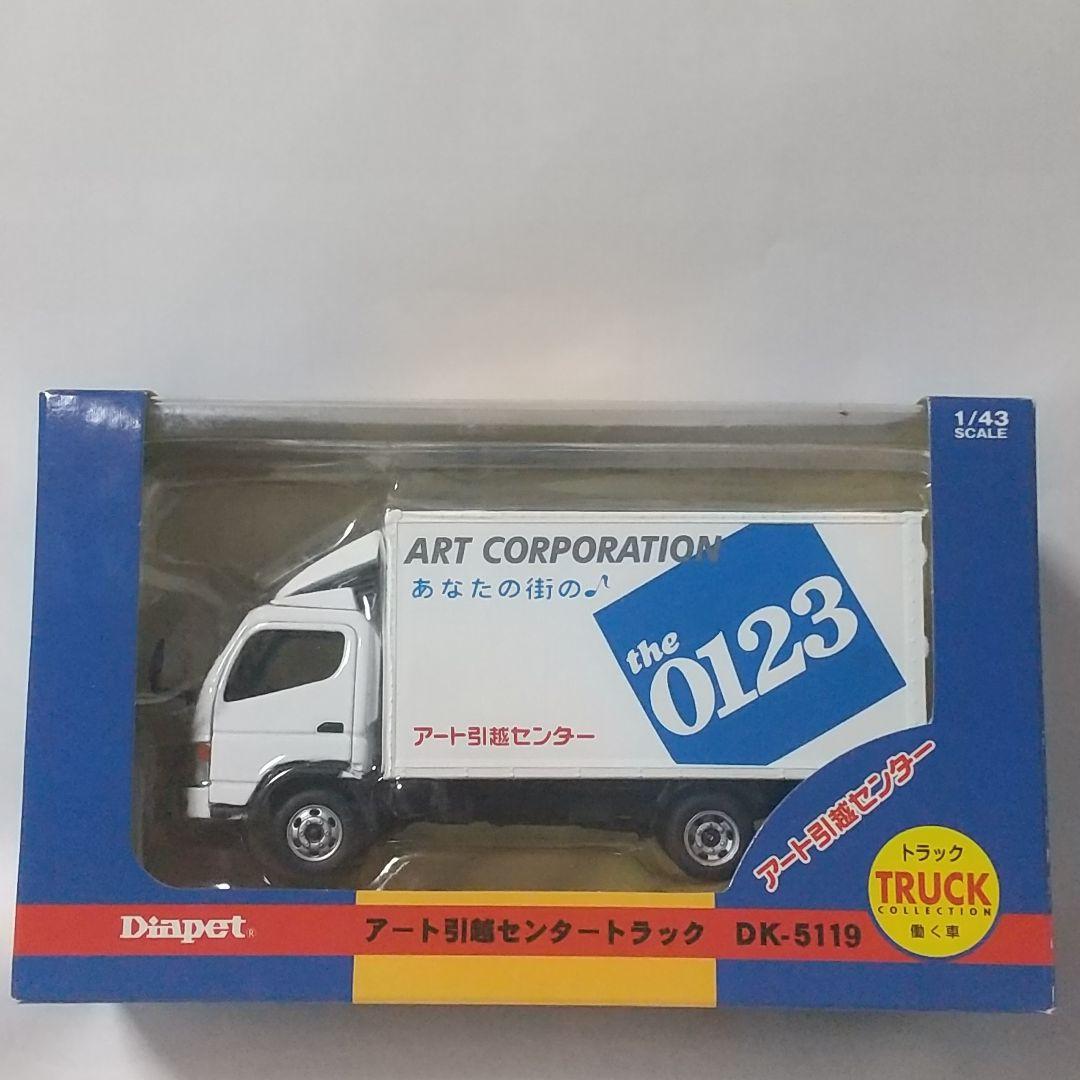 1/43
SCALE
ART CORPORATION
あなたの街の♪
the
0123
アート引越センター
アート引越センター
トラック
TRUCK
COLLECTION
働く車
Diapet®
アート引越センタートラック DK-5119